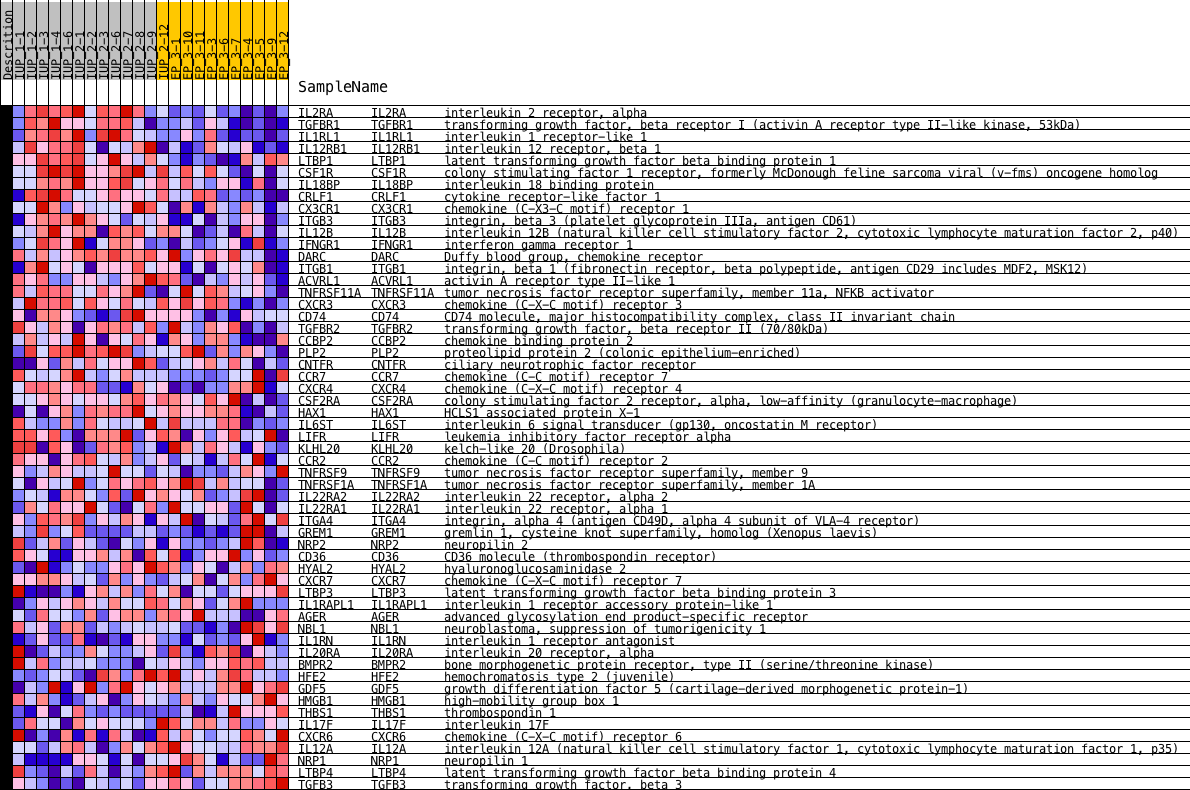 Descrition
IUP_1-1
IUP_1-2
IUP_1-3
IUP_1-4
IUP_1-6
IUP_2-1
IUP_2-2
IUP_2-3
IUP_2-6
IUP_2-7
IUP_2-8
IUP_2-9
IUP_2-12
EP_3-1
EP_3-10
EP_3-11
EP_3-3
EP_3-6
EP_3-7
EP_3-4
EP_3-5
EP_3-9
EP_3-12
SampleName
IL2RA IL2RA interleukin 2 receptor, alpha
TGFBR1 TGFBR1 transforming growth factor, beta receptor I (activin A receptor type II-like kinase, 53kDa)
IL1RL1 IL1RL1 interleukin 1 receptor-like 1
IL12RB1 IL12RB1 interleukin 12 receptor, beta 1
LTBP1 LTBP1 latent transforming growth factor beta binding protein 1
CSF1R CSF1R colony stimulating factor 1 receptor, formerly McDonough feline sarcoma viral (v-fms) oncogene homolog
IL18BP IL18BP interleukin 18 binding protein
CRLF1 CRLF1 cytokine receptor-like factor 1
CX3CR1 CX3CR1 chemokine (C-X3-C motif) receptor 1
ITGB3 ITGB3 integrin, beta 3 (platelet glycoprotein IIIa, antigen CD61)
IL12B IL12B interleukin 12B (natural killer cell stimulatory factor 2, cytotoxic lymphocyte maturation factor 2, p40)
IFNGR1 IFNGR1 interferon gamma receptor 1
DARC DARC Duffy blood group, chemokine receptor
ITGB1 ITGB1 integrin, beta 1 (fibronectin receptor, beta polypeptide, antigen CD29 includes MDF2, MSK12)
ACVRL1 ACVRL1 activin A receptor type II-like 1
TNFRSF11A TNFRSF11A tumor necrosis factor receptor superfamily, member 11a, NFKB activator
CXCR3 CXCR3 chemokine (C-X-C motif) receptor 3
CD74 CD74 CD74 molecule, major histocompatibility complex, class II invariant chain
TGFBR2 TGFBR2 transforming growth factor, beta receptor II (70/80kDa)
CCBP2 CCBP2 chemokine binding protein 2
PLP2 PLP2 proteolipid protein 2 (colonic epithelium-enriched)
CNTFR CNTFR ciliary neurotrophic factor receptor
CCR7 CCR7 chemokine (C-C motif) receptor 7
CXCR4 CXCR4 chemokine (C-X-C motif) receptor 4
CSF2RA CSF2RA colony stimulating factor 2 receptor, alpha, low-affinity (granulocyte-macrophage)
HAX1 HAX1 HCLS1 associated protein X-1
IL6ST IL6ST interleukin 6 signal transducer (gp130, oncostatin M receptor)
LIFR LIFR leukemia inhibitory factor receptor alpha
KLHL20 KLHL20 kelch-like 20 (Drosophila)
CCR2 CCR2 chemokine (C-C motif) receptor 2
TNFRSF9 TNFRSF9 tumor necrosis factor receptor superfamily, member 9
TNFRSF1A TNFRSF1A tumor necrosis factor receptor superfamily, member 1A
IL22RA2 IL22RA2 interleukin 22 receptor, alpha 2
IL22RA1 IL22RA1 interleukin 22 receptor, alpha 1
ITGA4 ITGA4 integrin, alpha 4 (antigen CD49D, alpha 4 subunit of VLA-4 receptor)
GREM1 GREM1 gremlin 1, cysteine knot superfamily, homolog (Xenopus laevis)
NRP2 NRP2 neuropilin 2
CD36 CD36 CD36 molecule (thrombospondin receptor)
HYAL2 HYAL2 hyaluronoglucosaminidase 2
CXCR7 CXCR7 chemokine (C-X-C motif) receptor 7
LTBP3 LTBP3 latent transforming growth factor beta binding protein 3
IL1RAPL1 IL1RAPL1 interleukin 1 receptor accessory protein-like 1
AGER AGER advanced glycosylation end product-specific receptor
NBL1 NBL1 neuroblastoma, suppression of tumorigenicity 1
IL1RN IL1RN interleukin 1 receptor antagonist
IL20RA IL20RA interleukin 20 receptor, alpha
BMPR2 BMPR2 bone morphogenetic protein receptor, type II (serine/threonine kinase)
HFE2 HFE2 hemochromatosis type 2 (juvenile)
GDF5 GDF5 growth differentiation factor 5 (cartilage-derived morphogenetic protein-1)
HMGB1 HMGB1 high-mobility group box 1
THBS1 THBS1 thrombospondin 1
IL17F IL17F interleukin 17F
CXCR6 CXCR6 chemokine (C-X-C motif) receptor 6
IL12A IL12A interleukin 12A (natural killer cell stimulatory factor 1, cytotoxic lymphocyte maturation factor 1, p35)
NRP1 NRP1 neuropilin 1
LTBP4 LTBP4 latent transforming growth factor beta binding protein 4
TGFB3 TGFB3 transforming growth factor, beta 3